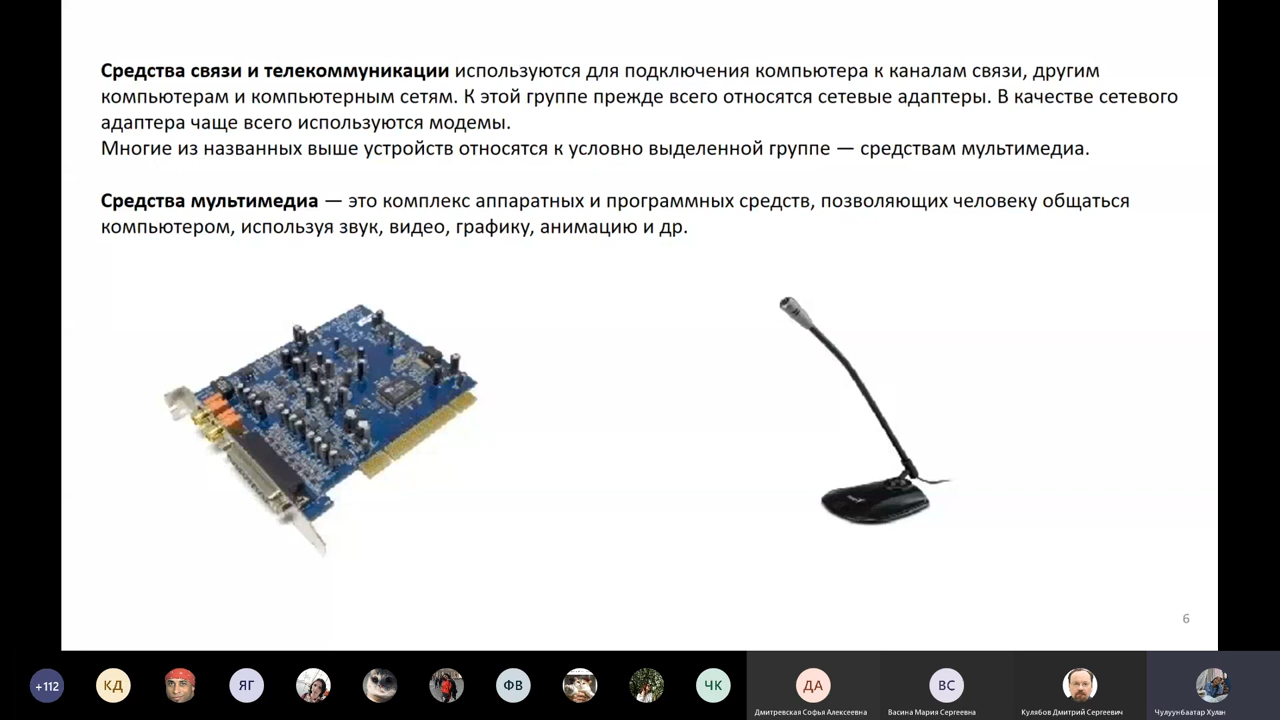 Средства связи и телекоммуникации используются для подключения компьютера к каналам связи, другим
компьютерам и компьютерным сетям. К этой группе прежде всего относятся сетевые адаптеры. В качестве сетевого
адаптера чаще всего используются модемы.
Многие из названных выше устройств относятся к условно выделенной группе — средствам мультимедиа.
Средства мультимедиа — это комплекс аппаратных и программных средств, позволяющих человеку общаться
компьютером, используя звук, видео, графику, анимацию и др.
6
+112 КД ЯГ ФВ ЧК ДА ВС
Дмитревская Софья Алексеевна Васина Мария Сергеевна Кулябов Дмитрий Сергеевич Чулуунбаатар Хулан